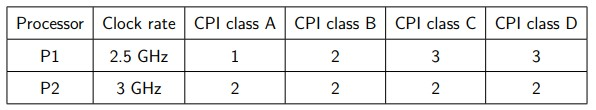 Processor Clock rate CPI class A CPI class B CPI class C CPI class D
P1 2.5 GHz 1 2 3 3
P2 3 GHz 2 2 2 2